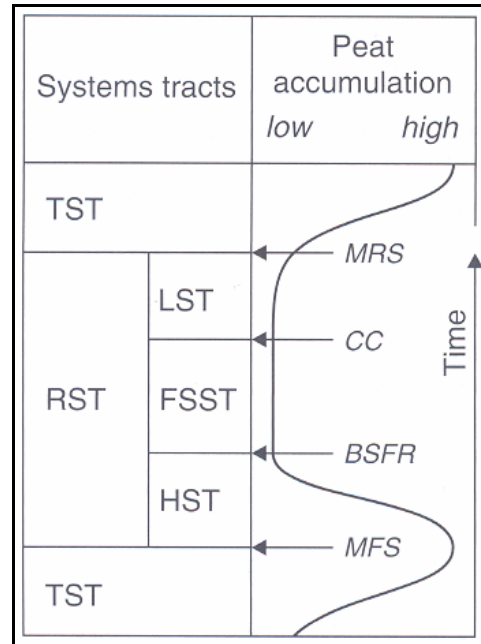 Systems tracts
Peat
accumulation
low high
TST
MRS
LST
CC
RST
FSST
Time
BSFR
HST
MFS
TST